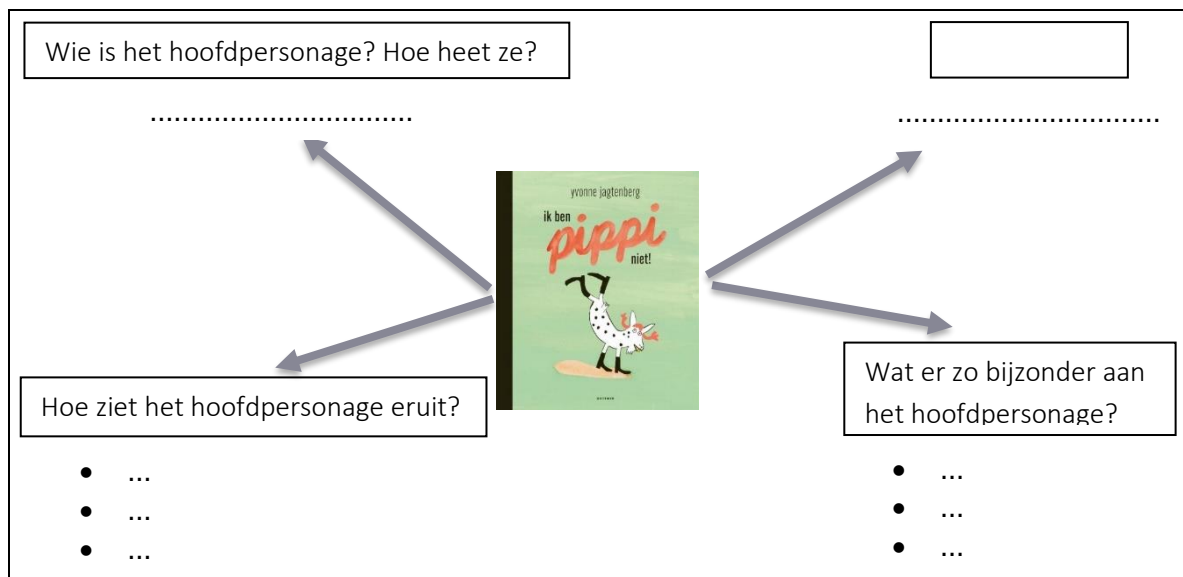 Wie is het hoofdpersonage? Hoe heet ze?
.................................
.................................
yvonne jagtenberg
ik ben
pippi
niet!
Hoe ziet het hoofdpersonage eruit?
• ...
• ...
• ...
Wat er zo bijzonder aan
het hoofdpersonage?
• ...
• ...
• ...